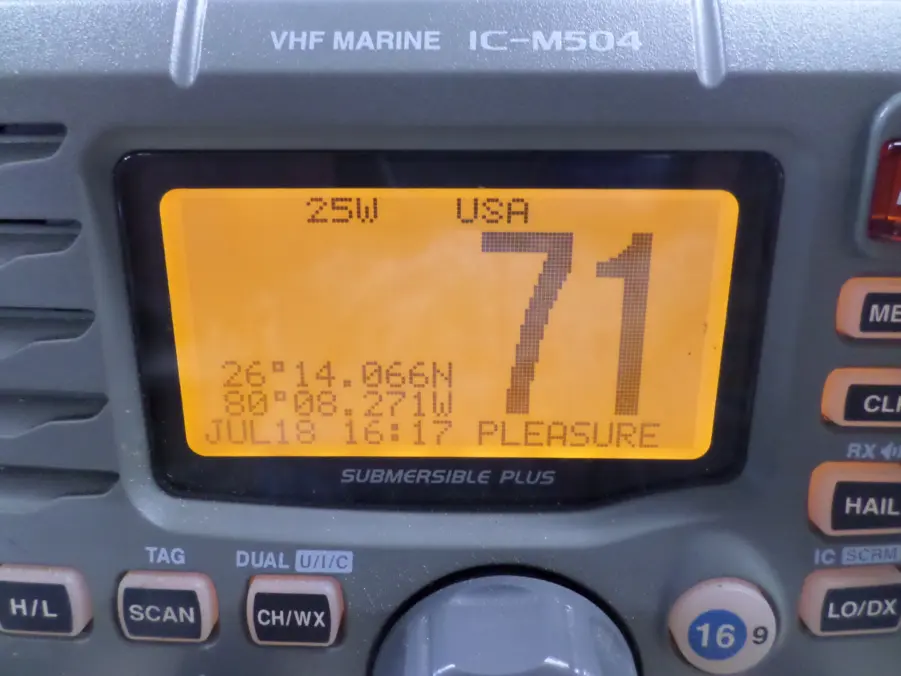 VHF MARINE IC-M504
25W USA
71
26°14.066N
80°08.271W
JUL18 16:17 PLEASURE
SUBMERSIBLE PLUS
CL
RX
HAIL
TAG
DUAL U/I/C
IC SCRM
H/L
SCAN
CH/WX
16 9
LO/DX